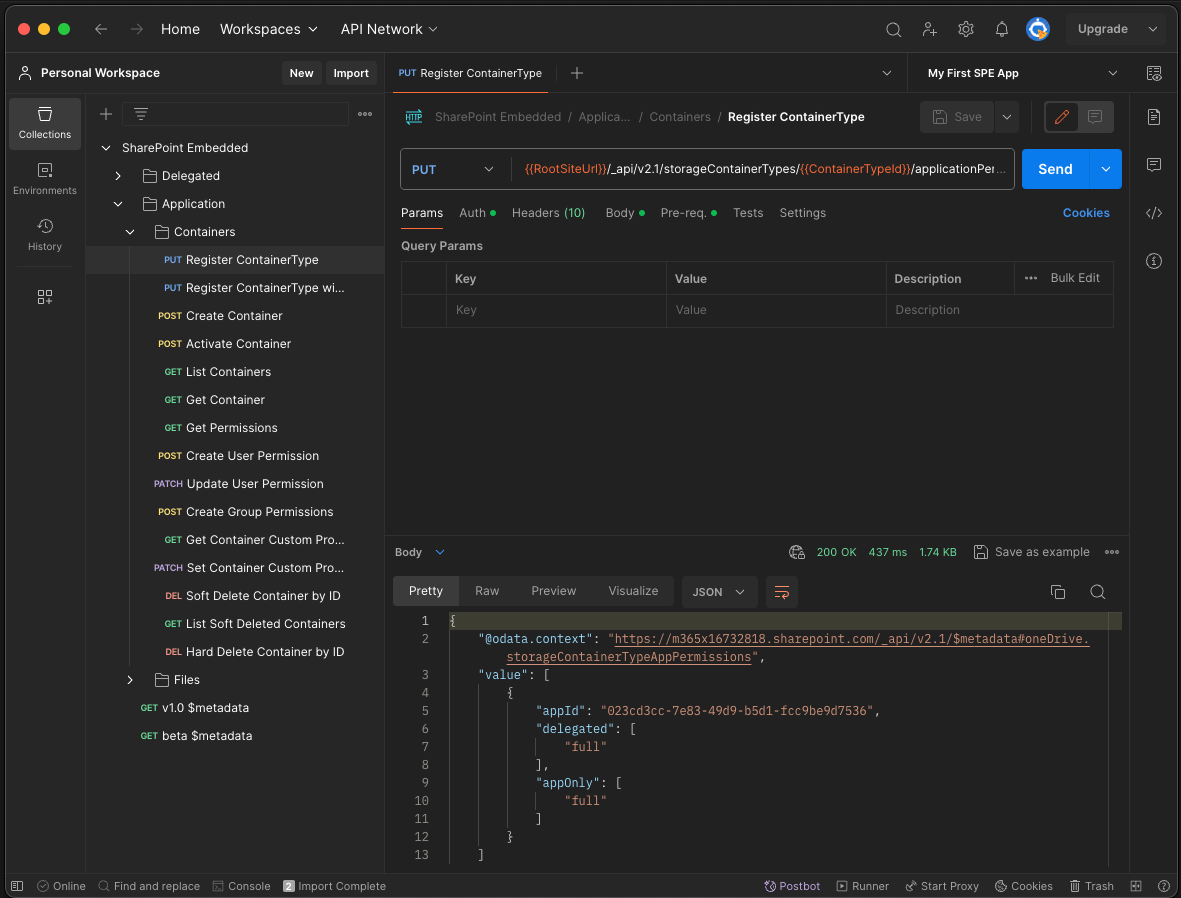 Home Workspaces API Network Upgrade
Personal Workspace New Import
PUT Register ContainerType
My First SPE App
Collections
Environments
History
SharePoint Embedded
Delegated
Application
Containers
PUT Register ContainerType
PUT Register ContainerType wi...
POST Create Container
POST Activate Container
GET List Containers
GET Get Container
GET Get Permissions
POST Create User Permission
PATCH Update User Permission
POST Create Group Permissions
GET Get Container Custom Pro...
PATCH Set Container Custom Pro...
DEL Soft Delete Container by ID
GET List Soft Deleted Containers
DEL Hard Delete Container by ID
Files
GET v1.0 $metadata
GET beta $metadata
HTTP SharePoint Embedded / Applica... / Containers / Register ContainerType
Save
PUT {{RootSiteUrl}}/_api/v2.1/storageContainerTypes/{{ContainerTypeId}}/applicationPer...
Send
Params Auth Headers (10) Body Pre-req. Tests Settings Cookies
Query Params
Key Value Description Bulk Edit
Key Value Description
Body 200 OK 437 ms 1.74 KB Save as example
Pretty Raw Preview Visualize JSON
1 {
2 "@odata.context": "https://m365x16732818.sharepoint.com/_api/v2.1/$metadata#oneDrive.
storageContainerTypeAppPermissions",
3 "value": [
4 {
5 "appId": "023cd3cc-7e83-49d9-b5d1-fcc9be9d7536",
6 "delegated": [
7 "full"
8 ],
9 "appOnly": [
10 "full"
11 ]
12 }
13 ]
Online Find and replace Console 2 Import Complete Postbot Runner Start Proxy Cookies Trash